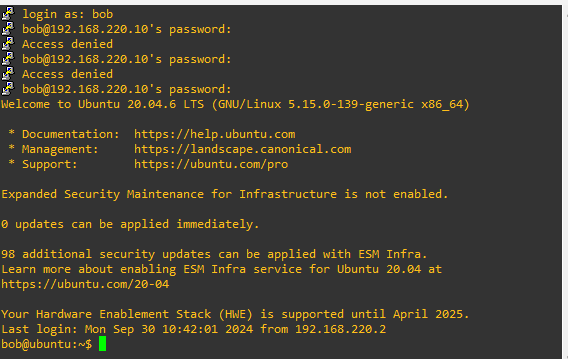 login as: bob
bob@192.168.220.10's password:
Access denied
bob@192.168.220.10's password:
Access denied
bob@192.168.220.10's password:
Welcome to Ubuntu 20.04.6 LTS (GNU/Linux 5.15.0-139-generic x86_64)
* Documentation:  https://help.ubuntu.com
* Management:     https://landscape.canonical.com
* Support:        https://ubuntu.com/pro
Expanded Security Maintenance for Infrastructure is not enabled.
0 updates can be applied immediately.
98 additional security updates can be applied with ESM Infra.
Learn more about enabling ESM Infra service for Ubuntu 20.04 at
https://ubuntu.com/20-04
Your Hardware Enablement Stack (HWE) is supported until April 2025.
Last login: Mon Sep 30 10:42:01 2024 from 192.168.220.2
bob@ubuntu:~$